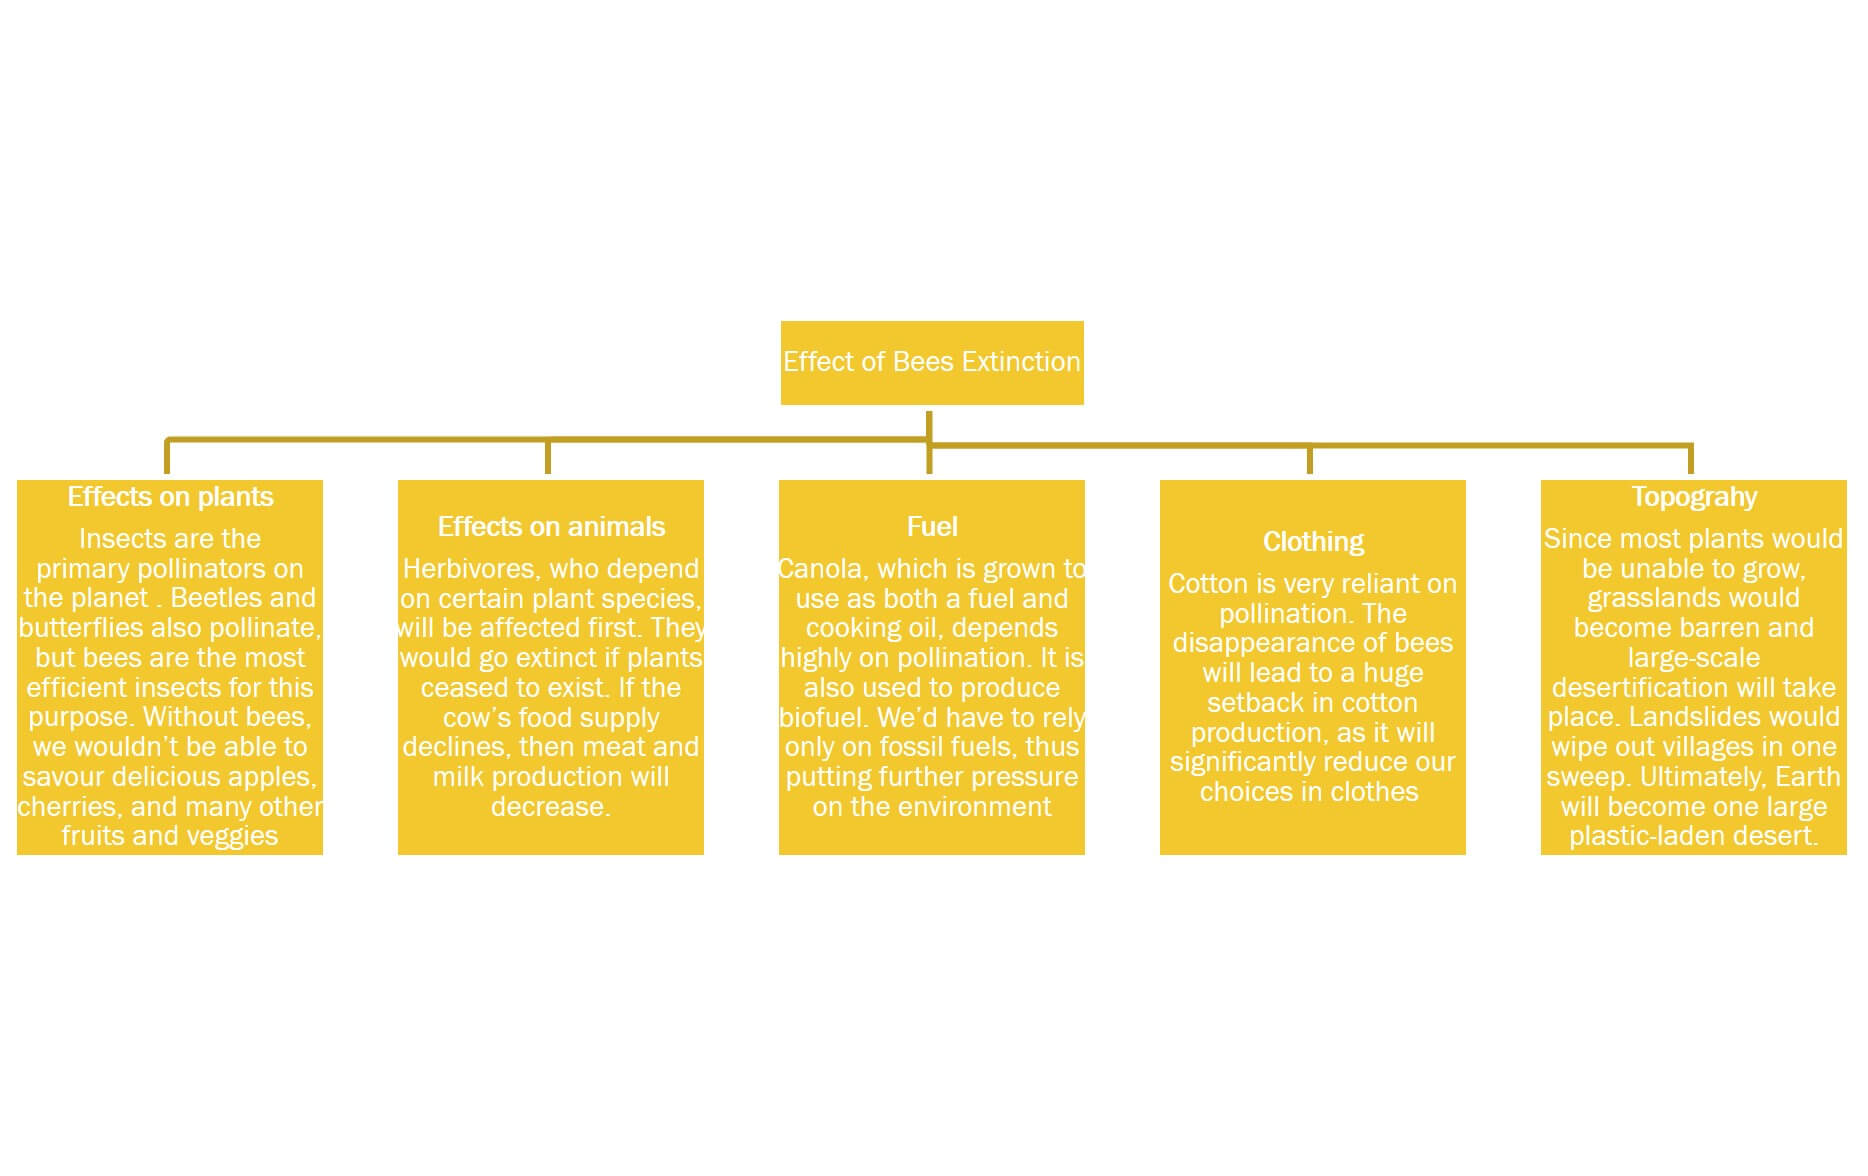 Effect of Bees Extinction
Effects on plants
Insects are the
primary pollinators on
the planet . Beetles and
butterflies also pollinate,
but bees are the most
efficient insects for this
purpose. Without bees,
we wouldn’t be able to
savour delicious apples,
cherries, and many other
fruits and veggies
Effects on animals
Herbivores, who depend
on certain plant species,
will be affected first. They
would go extinct if plants
ceased to exist. If the
cow’s food supply
declines, then meat and
milk production will
decrease.
Fuel
Canola, which is grown to
use as both a fuel and
cooking oil, depends
highly on pollination. It is
also used to produce
biofuel. We’d have to rely
only on fossil fuels, thus
putting further pressure
on the environment
Clothing
Cotton is very reliant on
pollination. The
disappearance of bees
will lead to a huge
setback in cotton
production, as it will
significantly reduce our
choices in clothes
Topograhy
Since most plants would
be unable to grow,
grasslands would
become barren and
large-scale
desertification will take
place. Landslides would
wipe out villages in one
sweep. Ultimately, Earth
will become one large
plastic-laden desert.